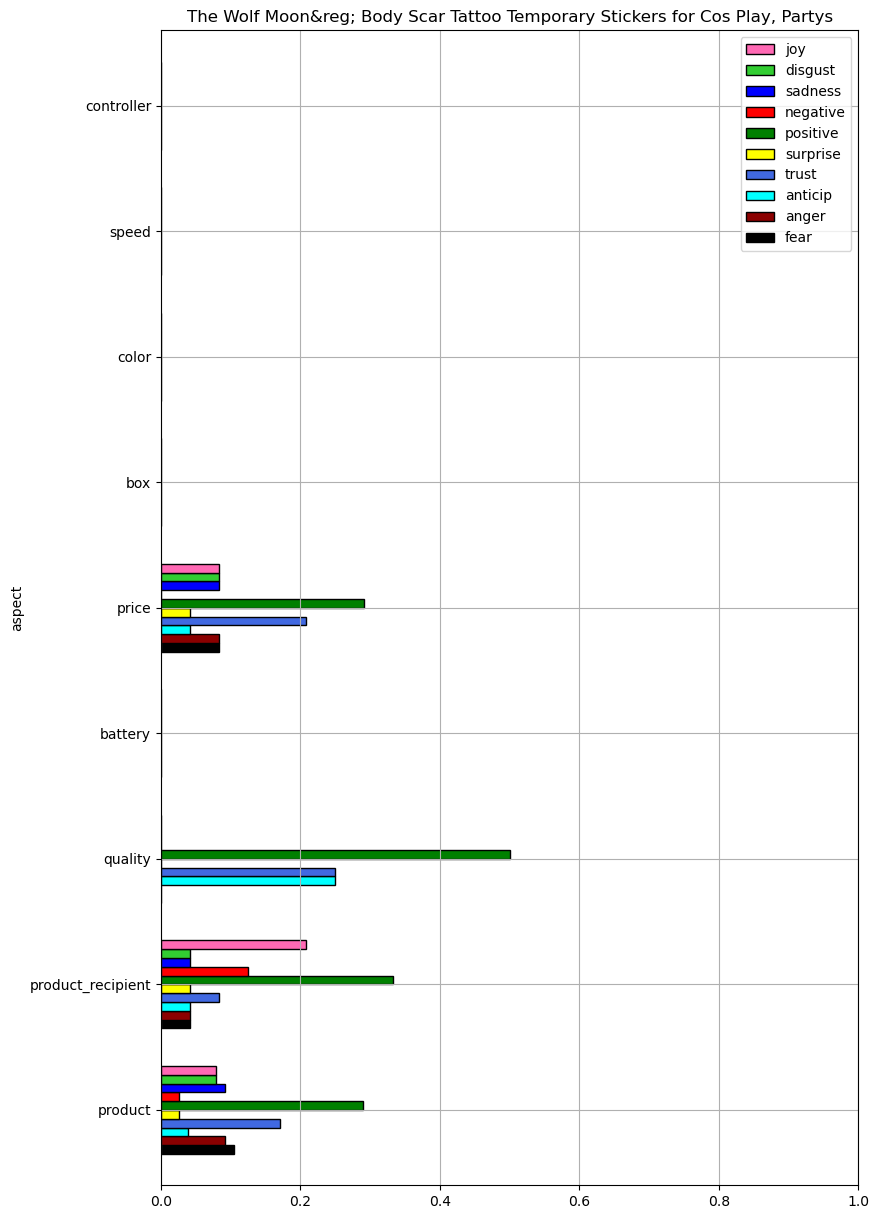 The Wolf Moon&reg; Body Scar Tattoo Temporary Stickers for Cos Play, Partys
joy
disgust
sadness
negative
positive
surprise
trust
anticip
anger
fear
controller
speed
color
box
price
battery
quality
product_recipient
product
aspect
0.0 0.2 0.4 0.6 0.8 1.0